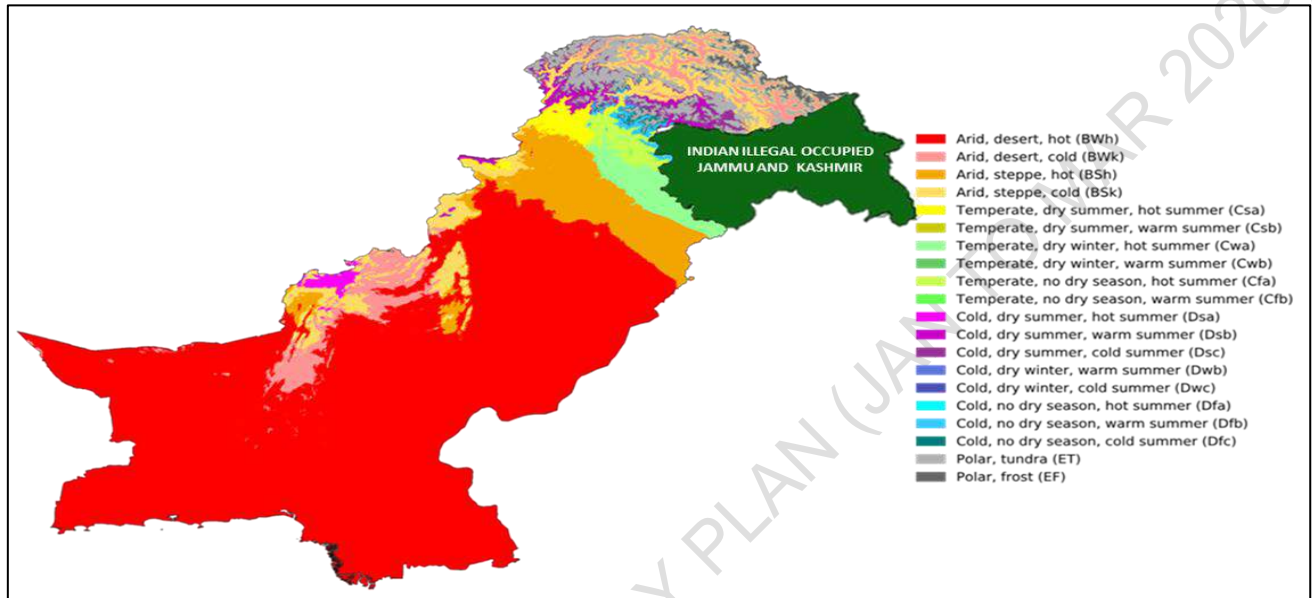 INDIAN ILLEGAL OCCUPIED
JAMMU AND KASHMIR
Arid, desert, hot (BWh)
Arid, desert, cold (BWk)
Arid, steppe, hot (BSh)
Arid, steppe, cold (BSk)
Temperate, dry summer, hot summer (Csa)
Temperate, dry summer, warm summer (Csb)
Temperate, dry winter, hot summer (Cwa)
Temperate, dry winter, warm summer (Cwb)
Temperate, no dry season, hot summer (Cfa)
Temperate, no dry season, warm summer (Cfb)
Cold, dry summer, hot summer (Dsa)
Cold, dry summer, warm summer (Dsb)
Cold, dry summer, cold summer (Dsc)
Cold, dry winter, warm summer (Dwb)
Cold, dry winter, cold summer (Dwc)
Cold, no dry season, hot summer (Dfa)
Cold, no dry season, warm summer (Dfb)
Cold, no dry season, cold summer (Dfc)
Polar, tundra (ET)
Polar, frost (EF)
PLAN (JAN TO MAR 2026